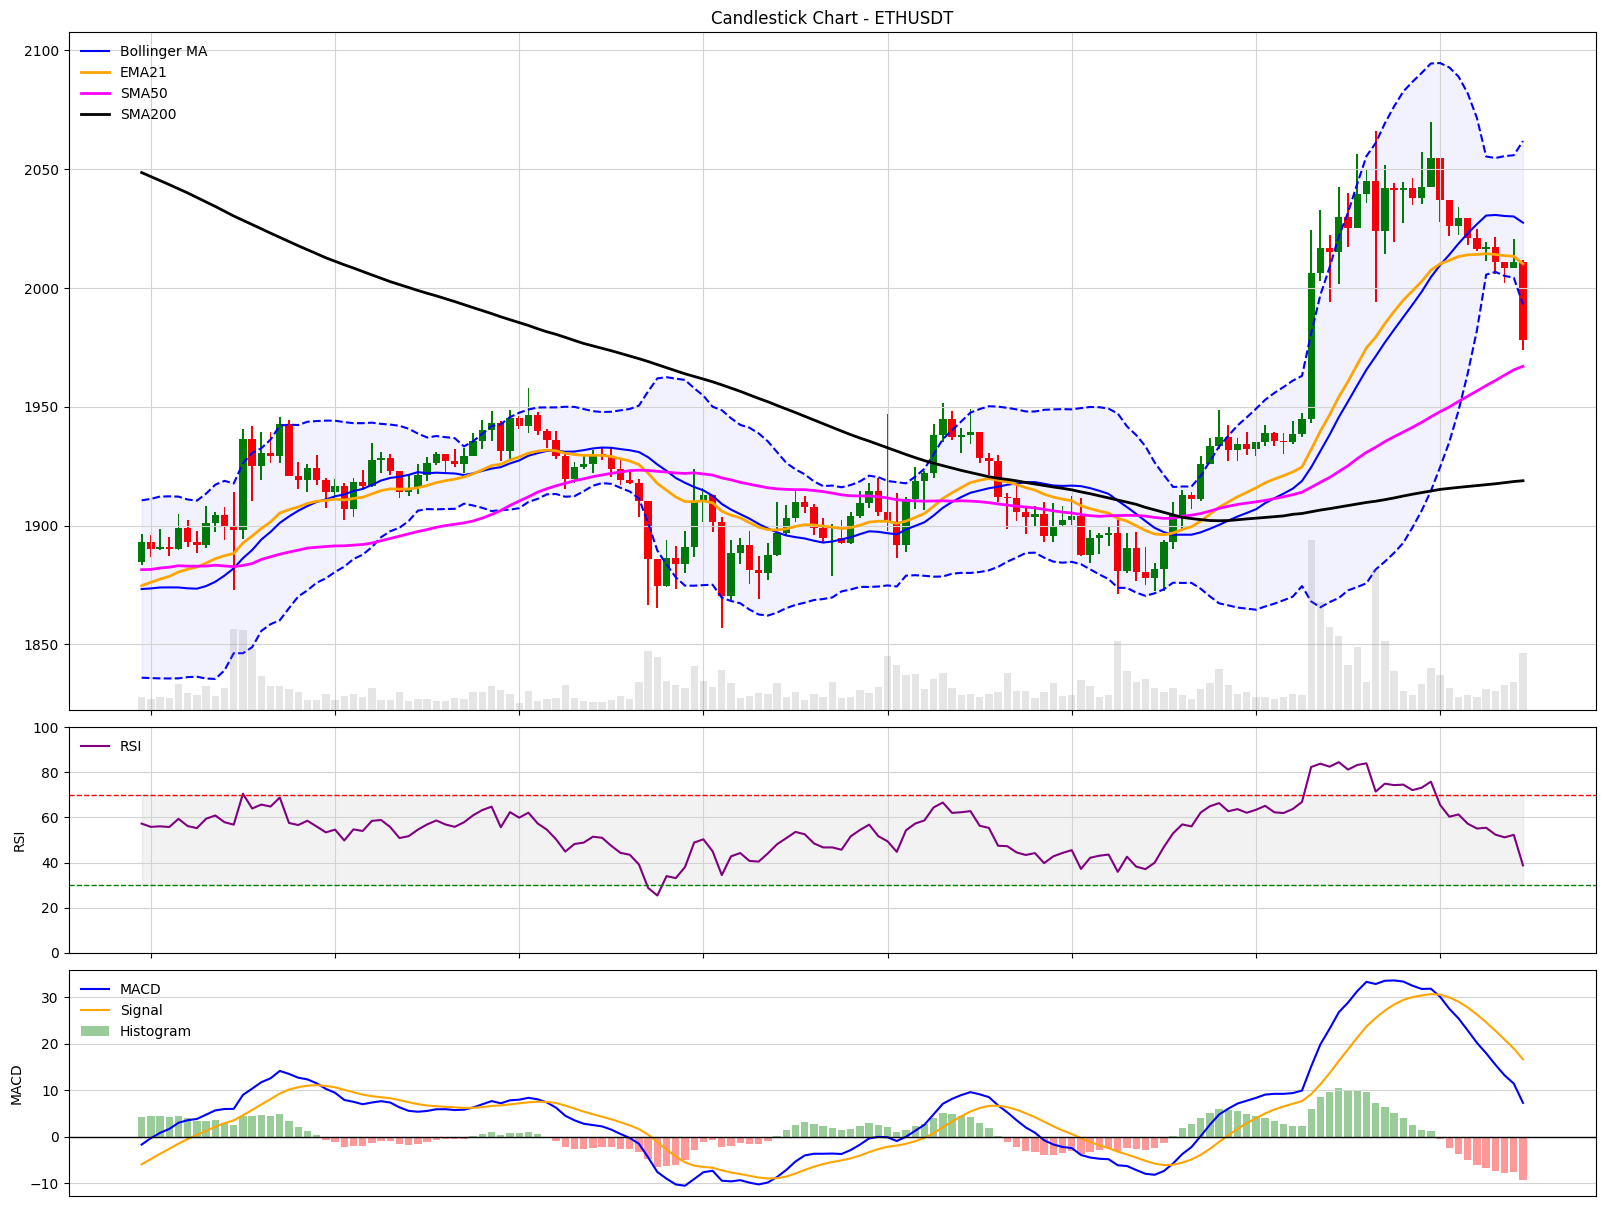 Candlestick Chart - ETHUSDT
2100
2050
2000
1950
1900
1850
Bollinger MA
EMA21
SMA50
SMA200
100
80
60
40
20
0
RSI
RSI
30
20
10
0
−10
MACD
MACD
Signal
Histogram